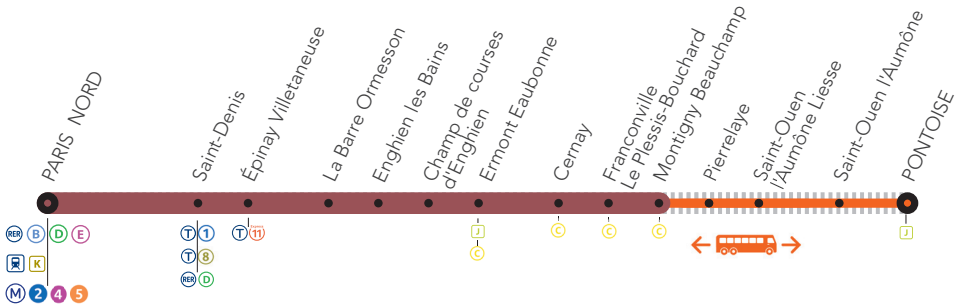 PARIS NORD
Saint-Denis
Épinay Villetaneuse
La Barre Ormesson
Enghien les Bains
Champ de courses
d'Enghien
Ermont Eaubonne
Cernay
Franconville
Le Plessis-Bouchard
Montigny Beauchamp
Pierrelaye
Saint-Ouen
l'Aumône Liesse
Saint-Ouen l'Aumône
PONTOISE
RER B D E
K
M 2 4 5
T 1
T 8
RER D
T 11
J
C
C
C
C
J